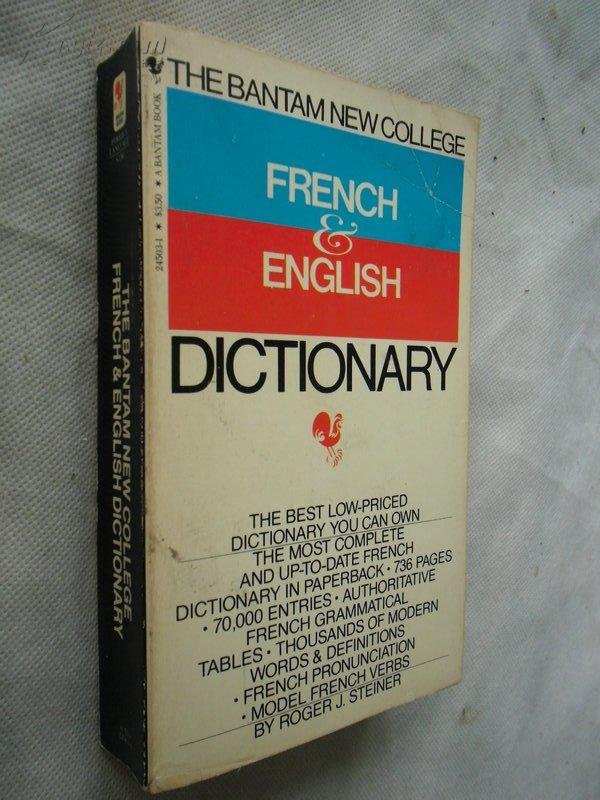 THE BANTAM NEW COLLEGE
FRENCH
&
ENGLISH
DICTIONARY
THE BEST LOW-PRICED
DICTIONARY YOU CAN OWN
THE MOST COMPLETE
AND UP-TO-DATE FRENCH
DICTIONARY IN PAPERBACK • 736 PAGES
• 70,000 ENTRIES • AUTHORITATIVE
FRENCH GRAMMATICAL
TABLES • THOUSANDS OF MODERN
WORDS & DEFINITIONS
• FRENCH PRONUNCIATION
• MODEL FRENCH VERBS
BY ROGER J. STEINER
24503-1 ★ $3.50 ★ A BANTAM BOOK
THE BANTAM NEW COLLEGE
FRENCH & ENGLISH DICTIONARY